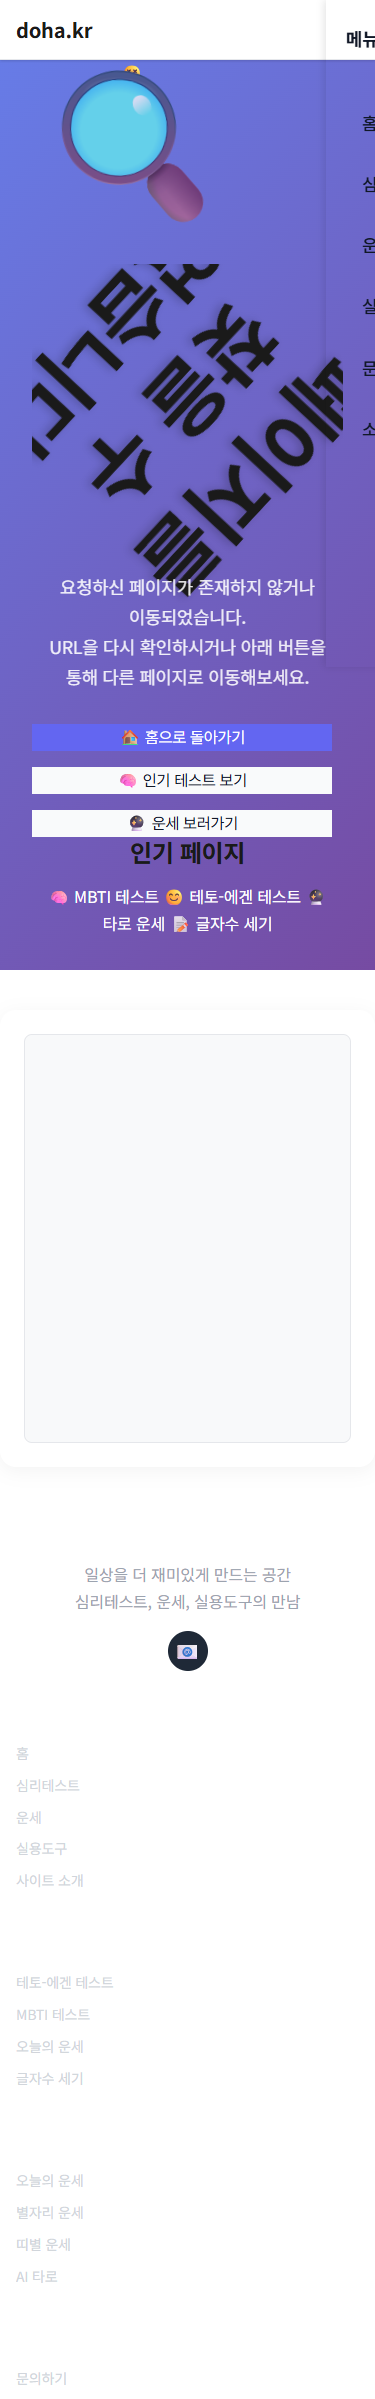 doha.kr
메뉴
홈
페이지를
찾을 수
없습니다
요청하신 페이지가 존재하지 않거나
이동되었습니다.
URL을 다시 확인하시거나 아래 버튼을
통해 다른 페이지로 이동해보세요.
🏠 홈으로 돌아가기
🧠 인기 테스트 보기
🔮 운세 보러가기
인기 페이지
🧠 MBTI 테스트 😊 테토-에겐 테스트 🔮
타로 운세 📝 글자수 세기
일상을 더 재미있게 만드는 공간
심리테스트, 운세, 실용도구의 만남
홈
심리테스트
운세
실용도구
사이트 소개
테토-에겐 테스트
MBTI 테스트
오늘의 운세
글자수 세기
오늘의 운세
별자리 운세
띠별 운세
AI 타로
문의하기